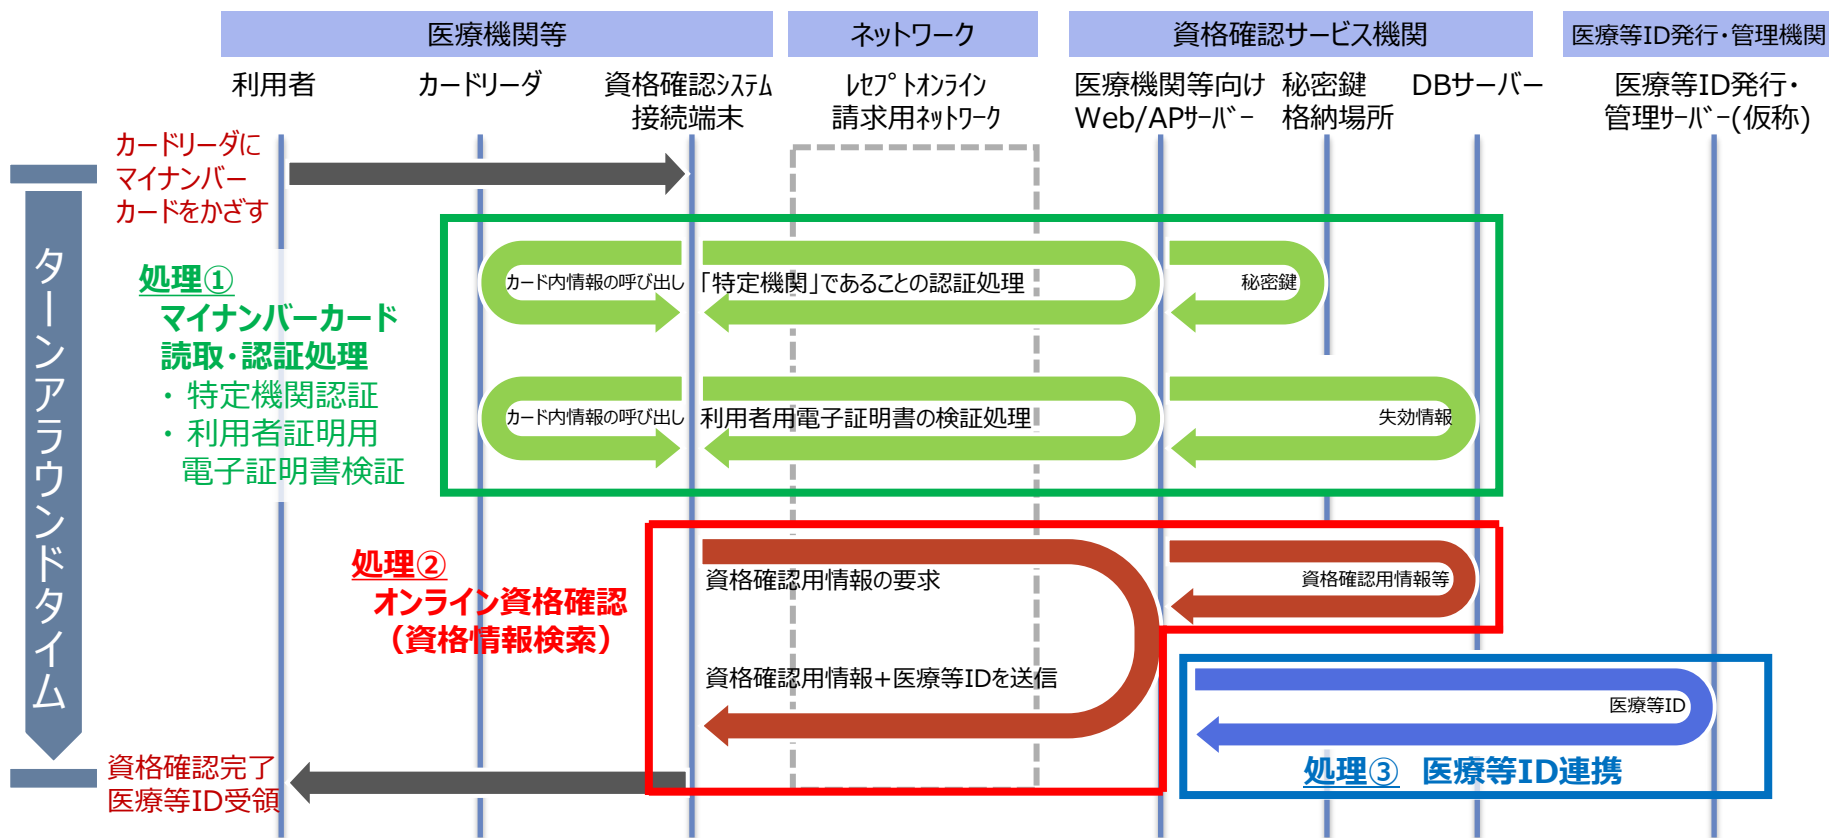 医療機関等
ネットワーク
資格確認サービス機関
医療等ID発行・管理機関
利用者
カードリーダ
資格確認ｼｽﾃﾑ
接続端末
ﾚｾﾌﾟﾄｵﾝﾗｲﾝ
請求用ﾈｯﾄﾜｰｸ
医療機関等向け
Web/APｻｰﾊﾞｰ
秘密鍵
格納場所
DBサーバー
医療等ID発行・
管理ｻｰﾊﾞｰ(仮称)
カードリーダに
マイナンバー
カードをかざす
ターンアラウンドタイム
処理①
マイナンバーカード
読取・認証処理
・ 特定機関認証
・ 利用者証明用
電子証明書検証
カード内情報の呼び出し
「特定機関」であることの認証処理
秘密鍵
カード内情報の呼び出し
利用者用電子証明書の検証処理
失効情報
処理②
オンライン資格確認
（資格情報検索）
資格確認用情報の要求
資格確認用情報等
資格確認用情報+医療等IDを送信
医療等ID
処理③ 医療等ID連携
資格確認完了
医療等ID受領